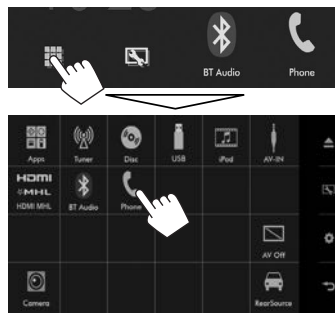 BT Audio Phone
Apps Tuner Disc USB iPod AV-IN
HDMI
MHL
HDMI MHL BT Audio Phone
AV Off
Camera RearSource